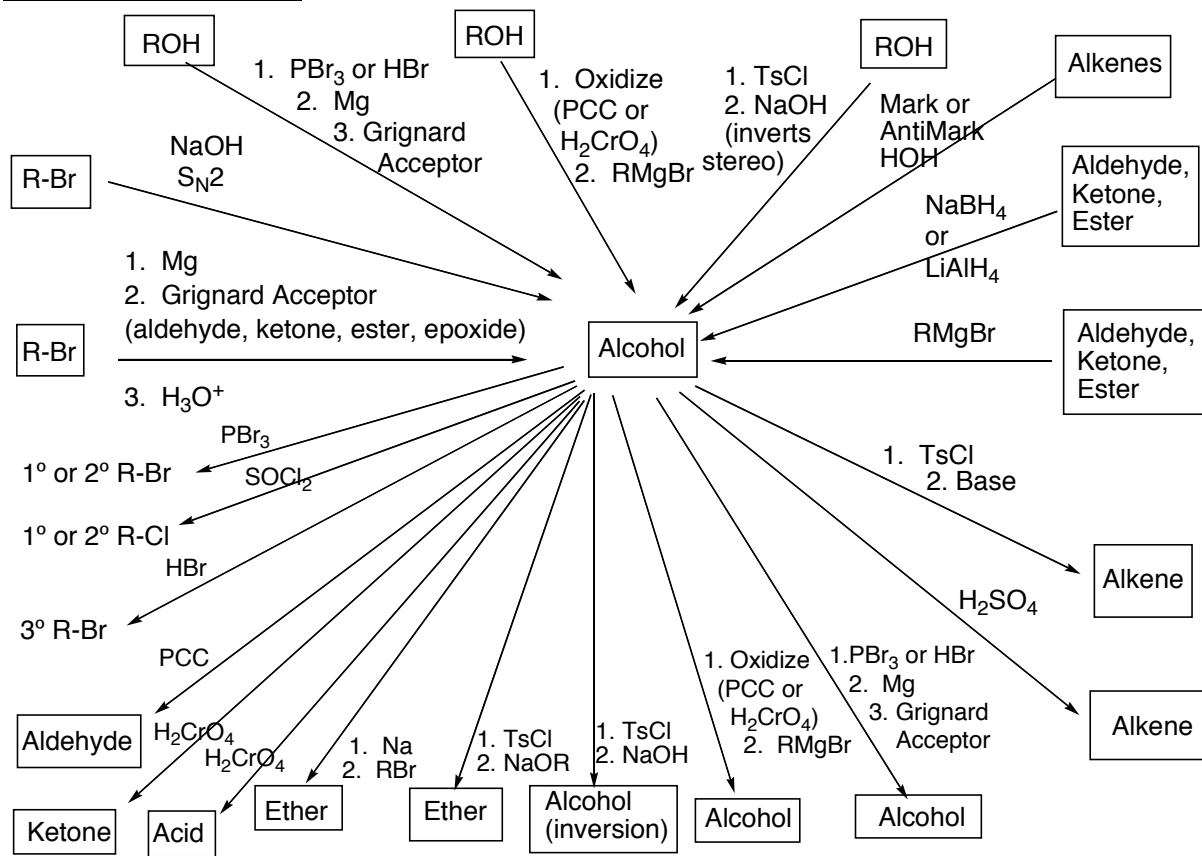 ROH
1. PBr₃ or HBr
2. Mg
3. Grignard
Acceptor
ROH
1. Oxidize
(PCC or
H₂CrO₄)
2. RMgBr
1. TsCl
2. NaOH
(inverts
stereo)
ROH
Mark or
AntiMark
HOH
Alkenes
R-Br
NaOH
S_N2
Aldehyde,
Ketone,
Ester
NaBH₄
or
LiAlH₄
1. Mg
2. Grignard Acceptor
(aldehyde, ketone, ester, epoxide)
R-Br
3. H₃O⁺
Alcohol
RMgBr
Aldehyde,
Ketone,
Ester
PBr₃
1º or 2º R-Br
SOCl₂
1º or 2º R-Cl
HBr
3º R-Br
PCC
Aldehyde
H₂CrO₄
Ketone
H₂CrO₄
Acid
1. Na
2. RBr
Ether
1. TsCl
2. NaOR
Ether
1. TsCl
2. NaOH
Alcohol
(inversion)
1. Oxidize
(PCC or
H₂CrO₄)
2. RMgBr
Alcohol
1.PBr₃ or HBr
2. Mg
3. Grignard
Acceptor
Alcohol
1. TsCl
2. Base
Alkene
H₂SO₄
Alkene